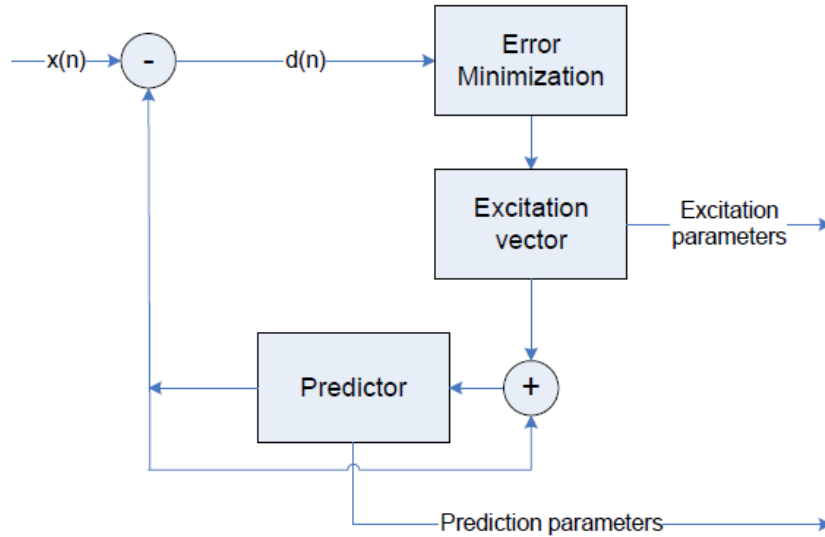 x(n)
-
d(n)
Error
Minimization
Excitation
vector
Excitation
parameters
Predictor
+
Prediction parameters